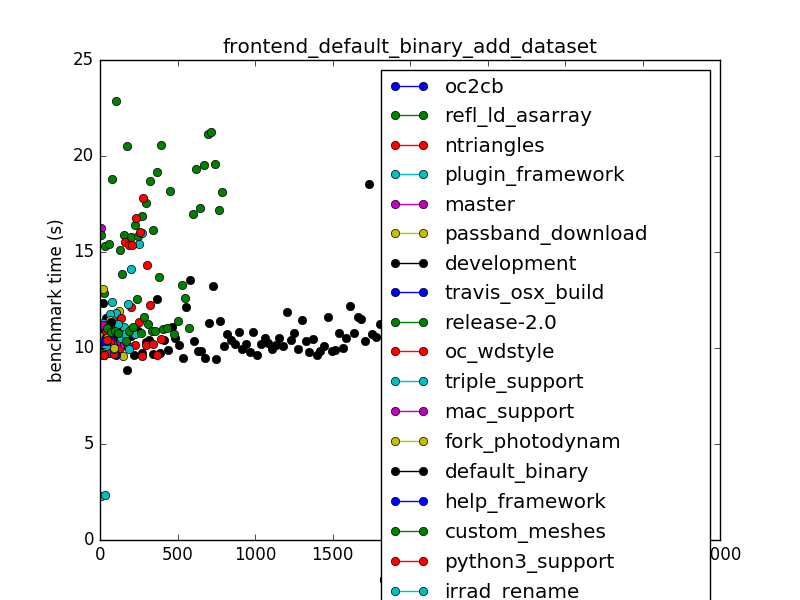 frontend_default_binary_add_dataset
25
20
15
10
5
0
benchmark time (s)
0
500
1000
1500
000
oc2cb
refl_ld_asarray
ntriangles
plugin_framework
master
passband_download
development
travis_osx_build
release-2.0
oc_wdstyle
triple_support
mac_support
fork_photodynam
default_binary
help_framework
custom_meshes
python3_support
irrad_rename